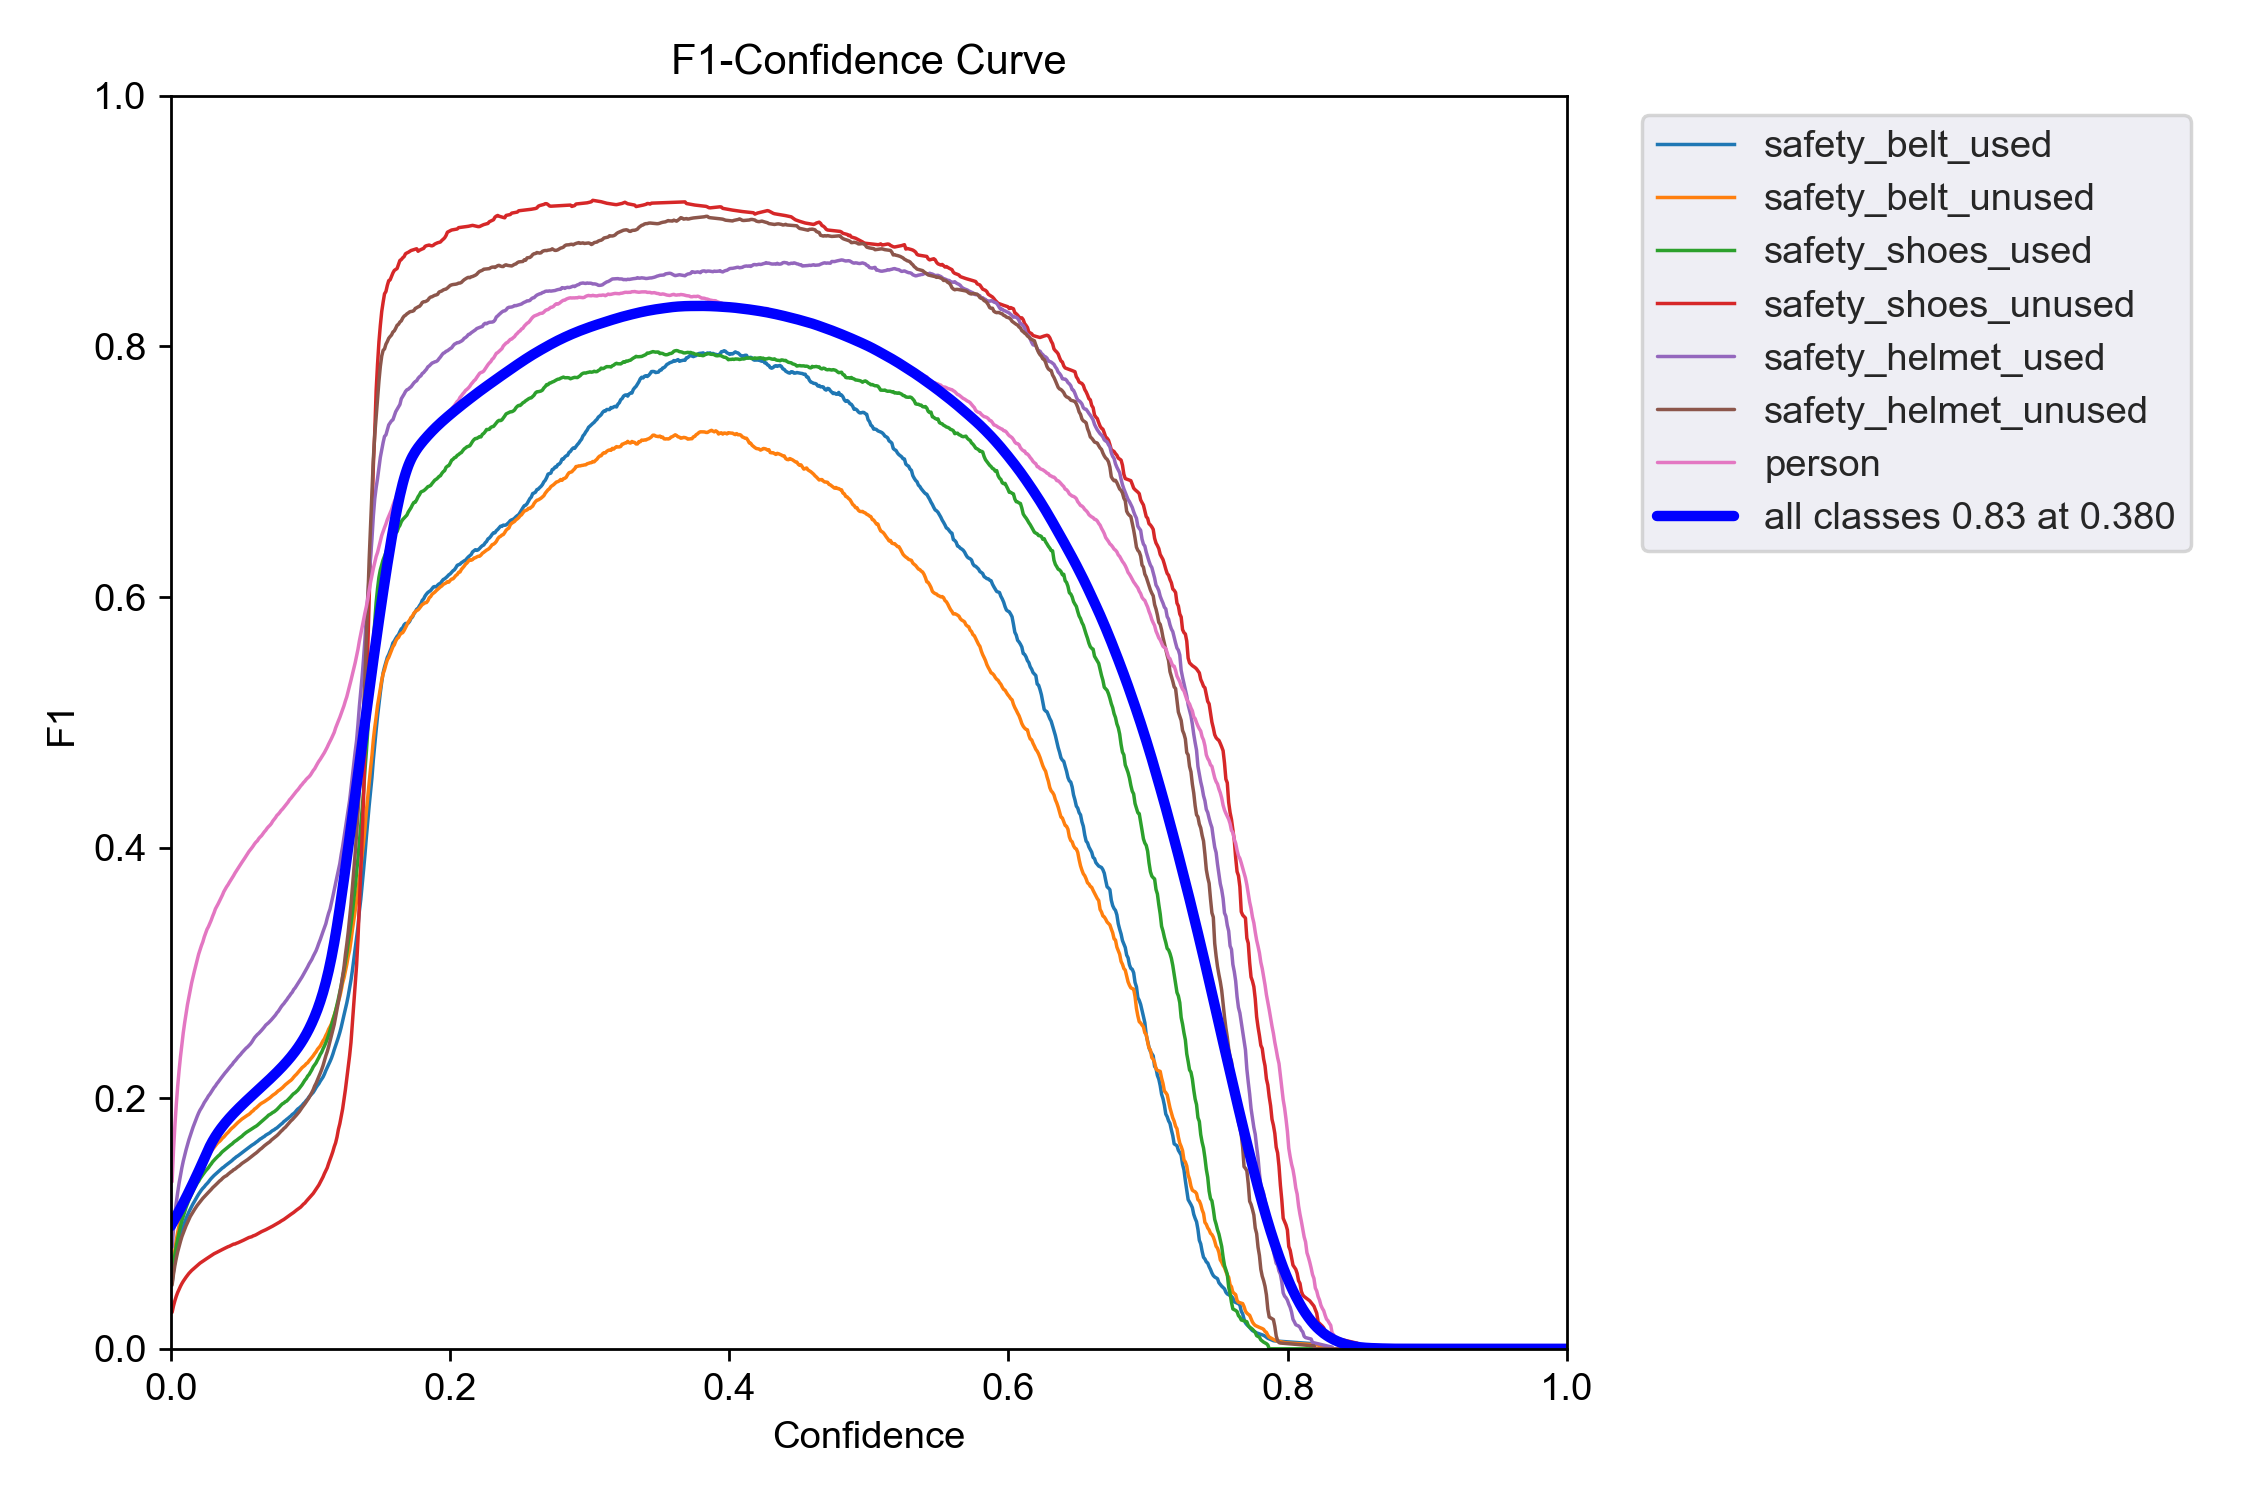 F1-Confidence Curve
1.0
0.8
0.6
0.4
0.2
0.0
F1
0.0 0.2 0.4 0.6 0.8 1.0
Confidence
safety_belt_used
safety_belt_unused
safety_shoes_used
safety_shoes_unused
safety_helmet_used
safety_helmet_unused
person
all classes 0.83 at 0.380